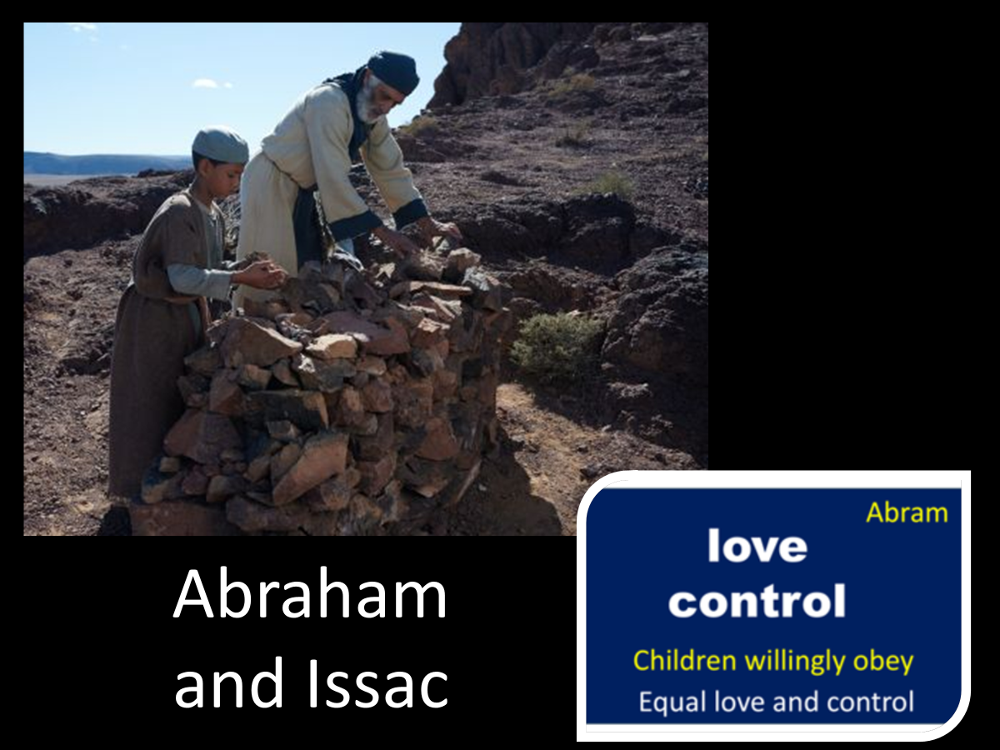 Abraham
and Issac
Abram
love
control
Children willingly obey
Equal love and control